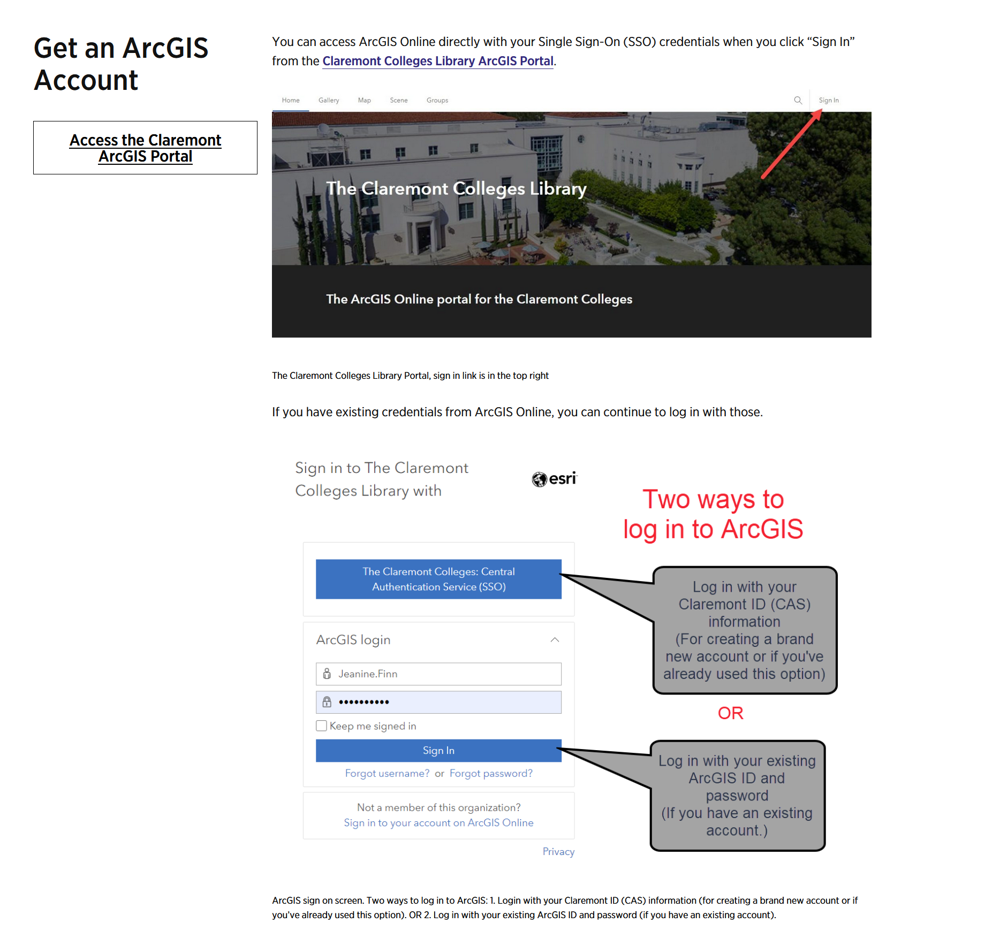 Get an ArcGIS
Account
Access the Claremont
ArcGIS Portal
You can access ArcGIS Online directly with your Single Sign-On (SSO) credentials when you click “Sign In”
from the Claremont Colleges Library ArcGIS Portal.
Home Gallery Map Scene Groups Sign In
The Claremont Colleges Library
The ArcGIS Online portal for the Claremont Colleges
The Claremont Colleges Library Portal, sign in link is in the top right
If you have existing credentials from ArcGIS Online, you can continue to log in with those.
Sign in to The Claremont
Colleges Library with
esri
Two ways to
log in to ArcGIS
The Claremont Colleges: Central
Authentication Service (SSO)
Log in with your
Claremont ID (CAS)
information
(For creating a brand
new account or if you've
already used this option)
ArcGIS login
Jeanine.Finn
••••••••••
Keep me signed in
Sign In
Forgot username? or Forgot password?
OR
Log in with your existing
ArcGIS ID and
password
(If you have an existing
account.)
Not a member of this organization?
Sign in to your account on ArcGIS Online
Privacy
ArcGIS sign on screen. Two ways to log in to ArcGIS: 1. Login with your Claremont ID (CAS) information (for creating a brand new account or if
you’ve already used this option). OR 2. Log in with your existing ArcGIS ID and password (if you have an existing account).